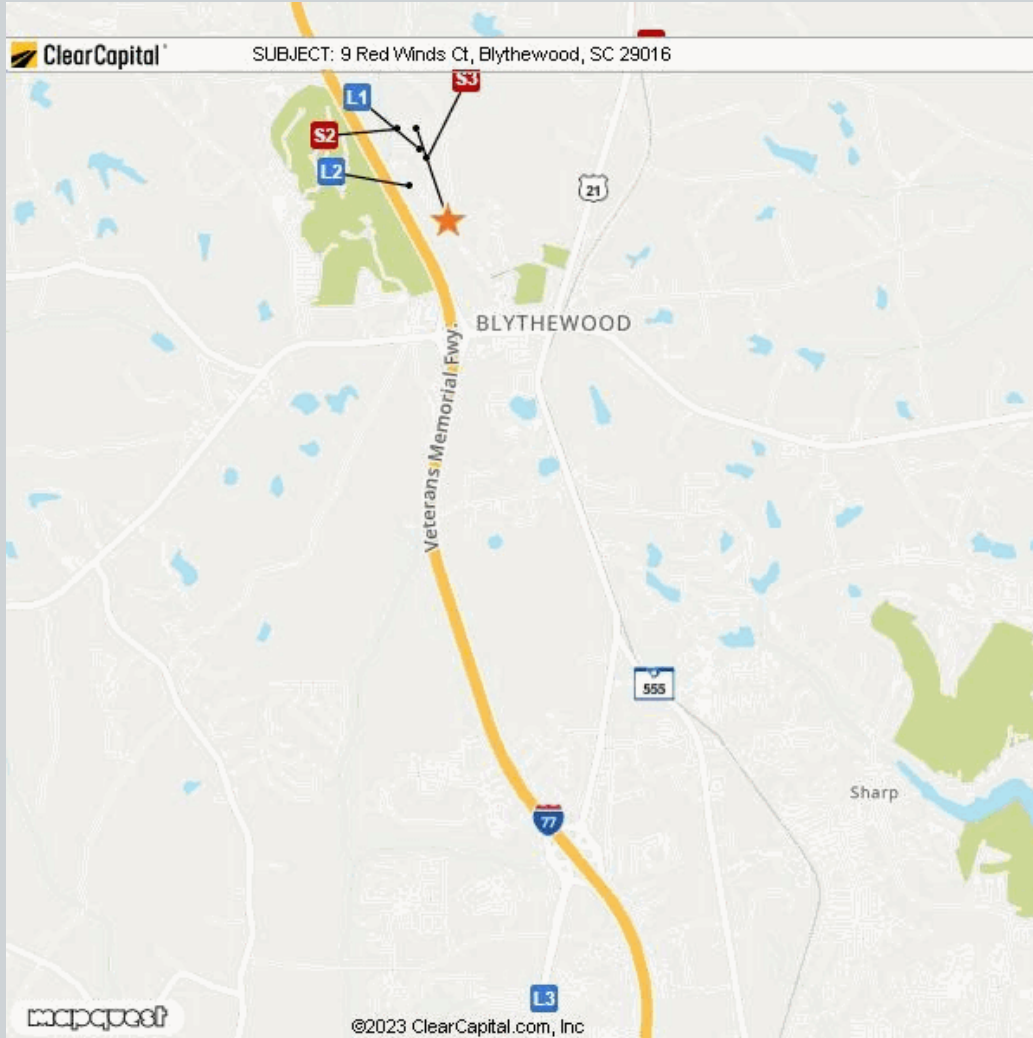 ClearCapital
SUBJECT: 9 Red Winds Ct, Blythewood, SC 29016
S3
L1
S2
L2
21
BLYTHEWOOD
Veterans Memorial Fwy.
555
Sharp
77
L3
mapquest
©2023 ClearCapital.com, Inc